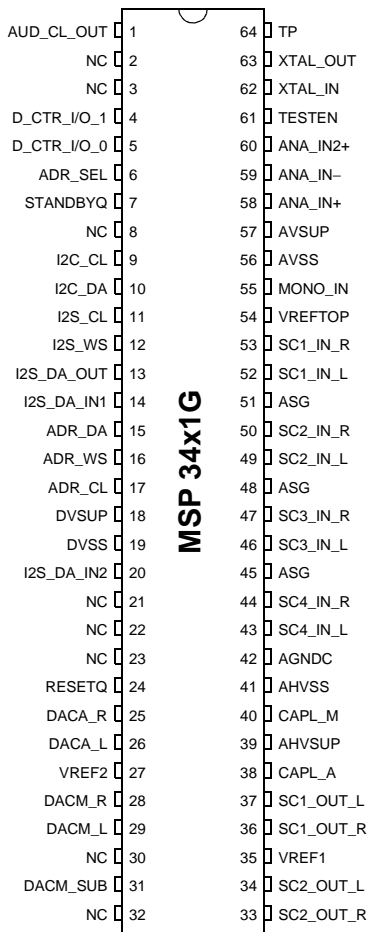 AUD_CL_OUT 1 64 TP
NC 2 63 XTAL_OUT
NC 3 62 XTAL_IN
D_CTR_I/O_1 4 61 TESTEN
D_CTR_I/O_0 5 60 ANA_IN2+
ADR_SEL 6 59 ANA_IN−
STANDBYQ 7 58 ANA_IN+
NC 8 57 AVSUP
I2C_CL 9 56 AVSS
I2C_DA 10 55 MONO_IN
I2S_CL 11 54 VREFTOP
I2S_WS 12 53 SC1_IN_R
I2S_DA_OUT 13 52 SC1_IN_L
I2S_DA_IN1 14 51 ASG
ADR_DA 15 50 SC2_IN_R
ADR_WS 16 49 SC2_IN_L
ADR_CL 17 48 ASG
DVSUP 18 47 SC3_IN_R
DVSS 19 46 SC3_IN_L
I2S_DA_IN2 20 45 ASG
NC 21 44 SC4_IN_R
NC 22 43 SC4_IN_L
NC 23 42 AGNDC
RESETQ 24 41 AHVSS
DACA_R 25 40 CAPL_M
DACA_L 26 39 AHVSUP
VREF2 27 38 CAPL_A
DACM_R 28 37 SC1_OUT_L
DACM_L 29 36 SC1_OUT_R
NC 30 35 VREF1
DACM_SUB 31 34 SC2_OUT_L
NC 32 33 SC2_OUT_R
MSP 34x1G